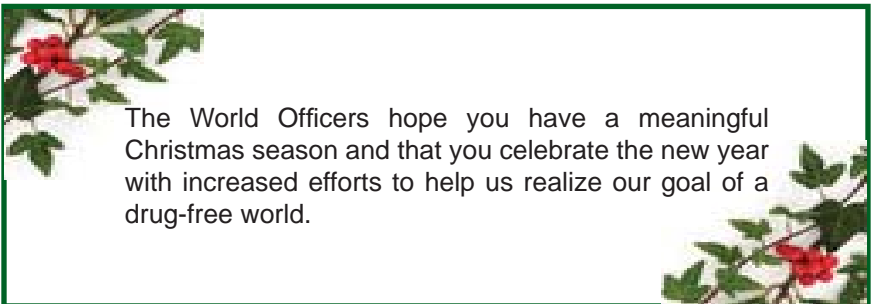 The World Officers hope you have a meaningful
Christmas season and that you celebrate the new year
with increased efforts to help us realize our goal of a
drug-free world.